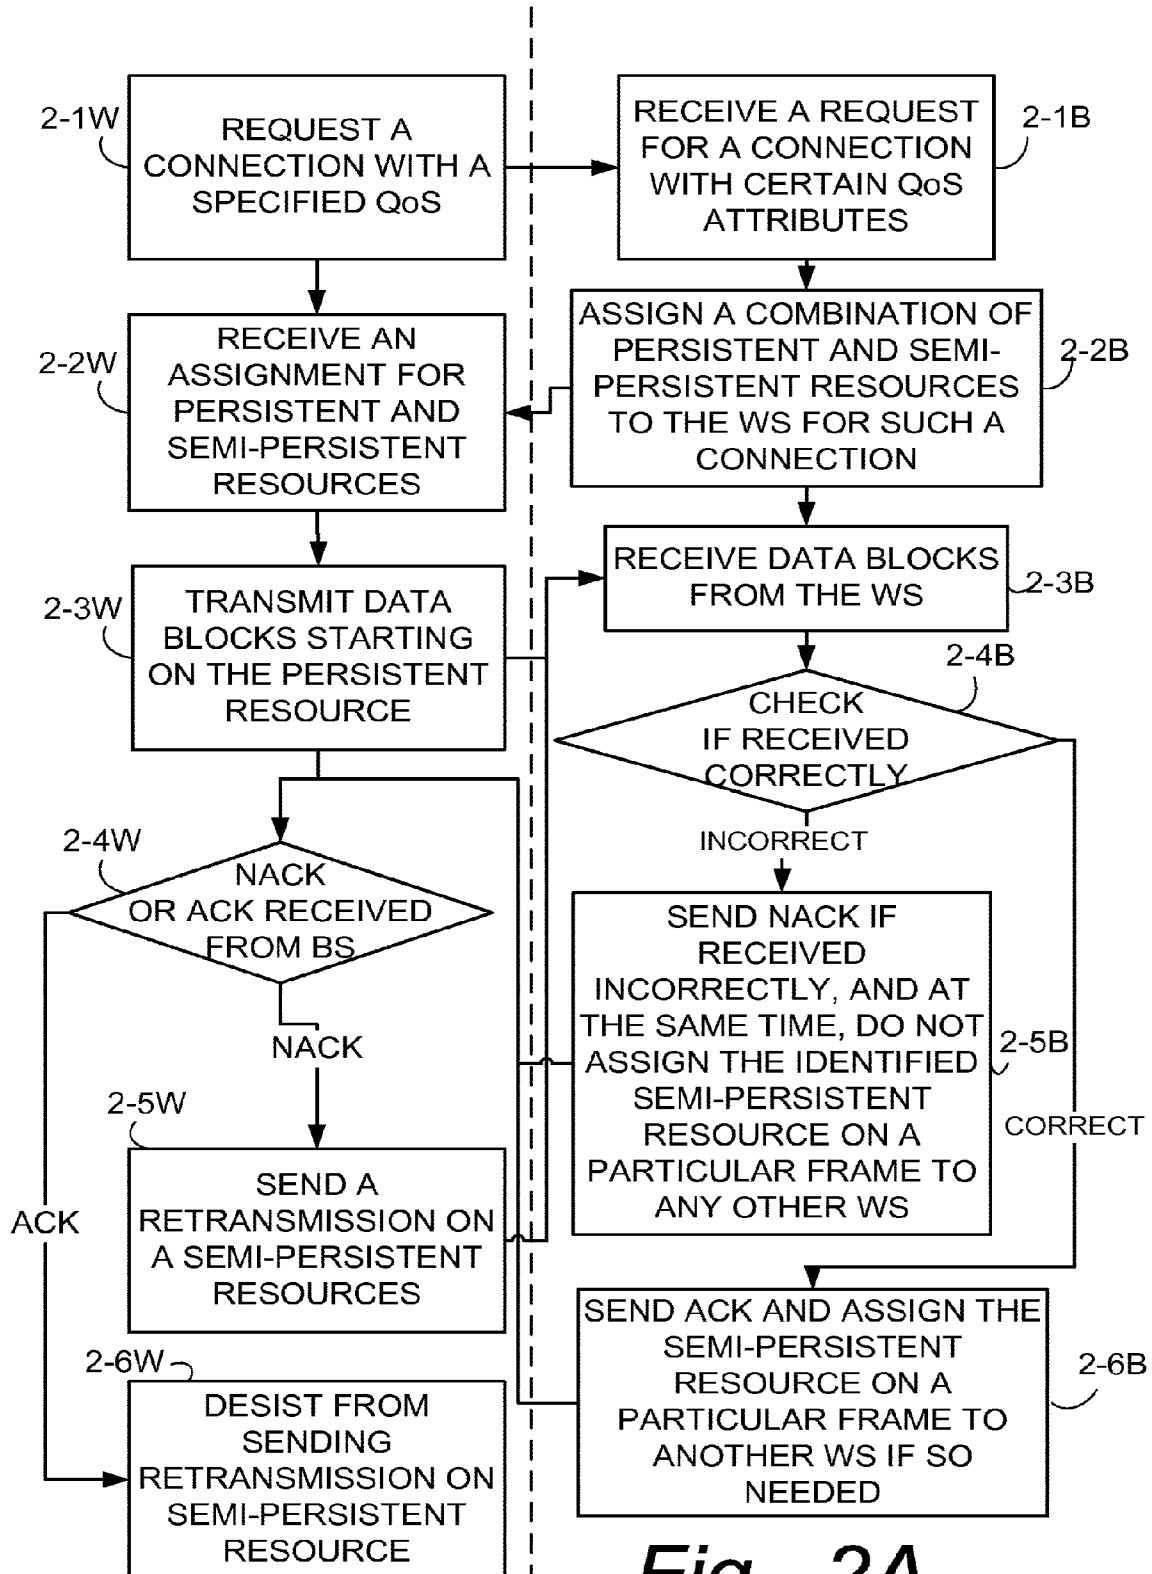 2-1W
REQUEST A
CONNECTION WITH A
SPECIFIED QoS
RECEIVE A REQUEST
FOR A CONNECTION
WITH CERTAIN QoS
ATTRIBUTES
2-1B
2-2W
RECEIVE AN
ASSIGNMENT FOR
PERSISTENT AND
SEMI-PERSISTENT
RESOURCES
ASSIGN A COMBINATION OF
PERSISTENT AND SEMI-
PERSISTENT RESOURCES
TO THE WS FOR SUCH A
CONNECTION
2-2B
2-3W
TRANSMIT DATA
BLOCKS STARTING
ON THE PERSISTENT
RESOURCE
RECEIVE DATA BLOCKS
FROM THE WS
2-3B
2-4B
CHECK
IF RECEIVED
CORRECTLY
INCORRECT
CORRECT
2-4W
NACK
OR ACK RECEIVED
FROM BS
NACK
ACK
SEND NACK IF
RECEIVED
INCORRECTLY, AND AT
THE SAME TIME, DO NOT
ASSIGN THE IDENTIFIED
SEMI-PERSISTENT
RESOURCE ON A
PARTICULAR FRAME TO
ANY OTHER WS
2-5B
2-5W
SEND A
RETRANSMISSION ON
A SEMI-PERSISTENT
RESOURCES
SEND ACK AND ASSIGN THE
SEMI-PERSISTENT
RESOURCE ON A
PARTICULAR FRAME TO
ANOTHER WS IF SO
NEEDED
2-6B
2-6W
DESIST FROM
SENDING
RETRANSMISSION ON
SEMI-PERSISTENT
RESOURCE
Fig. 2A